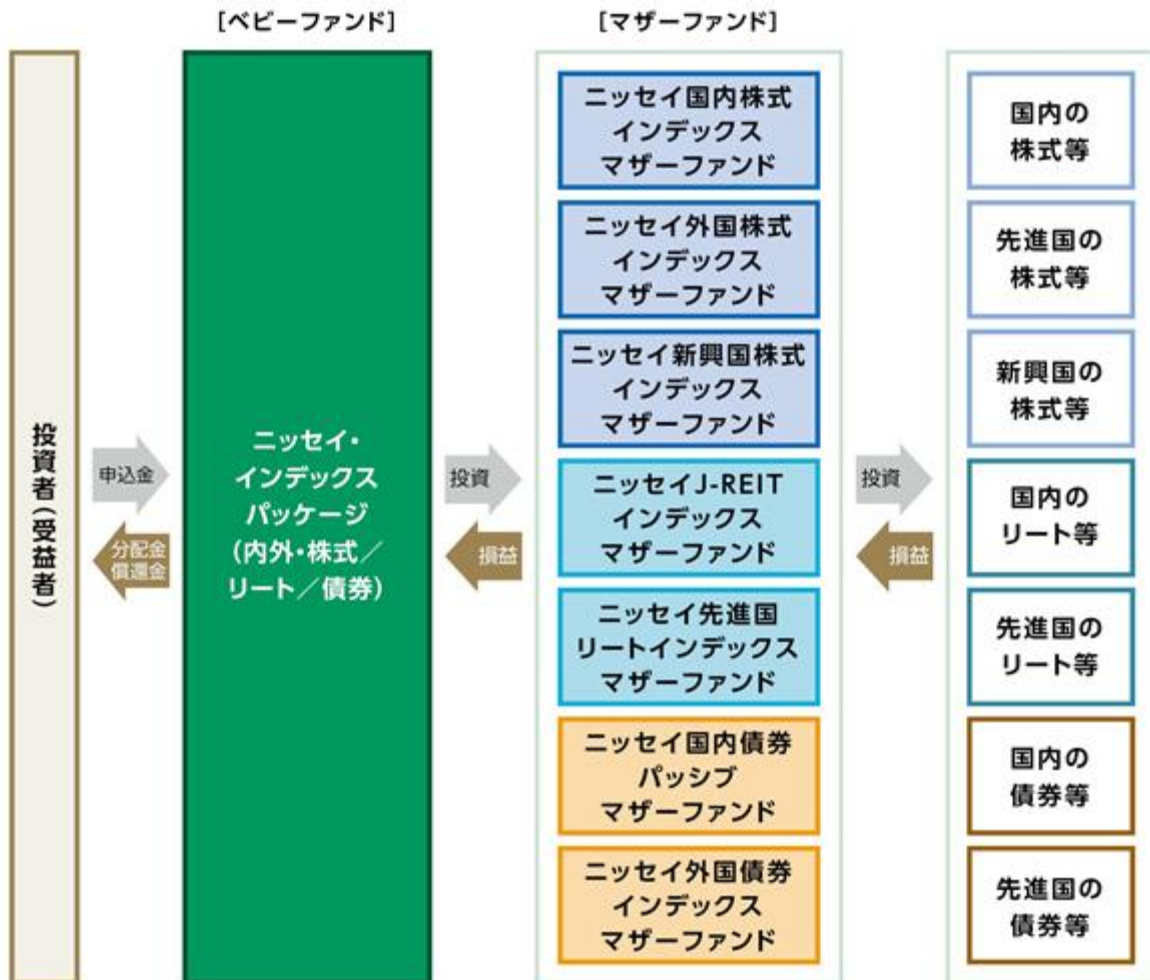 [ベビーファンド]
[マザーファンド]
投資者(受益者)
申込金
分配金
償還金
ニッセイ・
インデックス
パッケージ
(内外・株式/
リート/債券)
投資
損益
ニッセイ国内株式
インデックス
マザーファンド
ニッセイ外国株式
インデックス
マザーファンド
ニッセイ新興国株式
インデックス
マザーファンド
ニッセイJ-REIT
インデックス
マザーファンド
ニッセイ先進国
リートインデックス
マザーファンド
ニッセイ国内債券
パッシブ
マザーファンド
ニッセイ外国債券
インデックス
マザーファンド
投資
損益
国内の
株式等
先進国の
株式等
新興国の
株式等
国内の
リート等
先進国の
リート等
国内の
債券等
先進国の
債券等